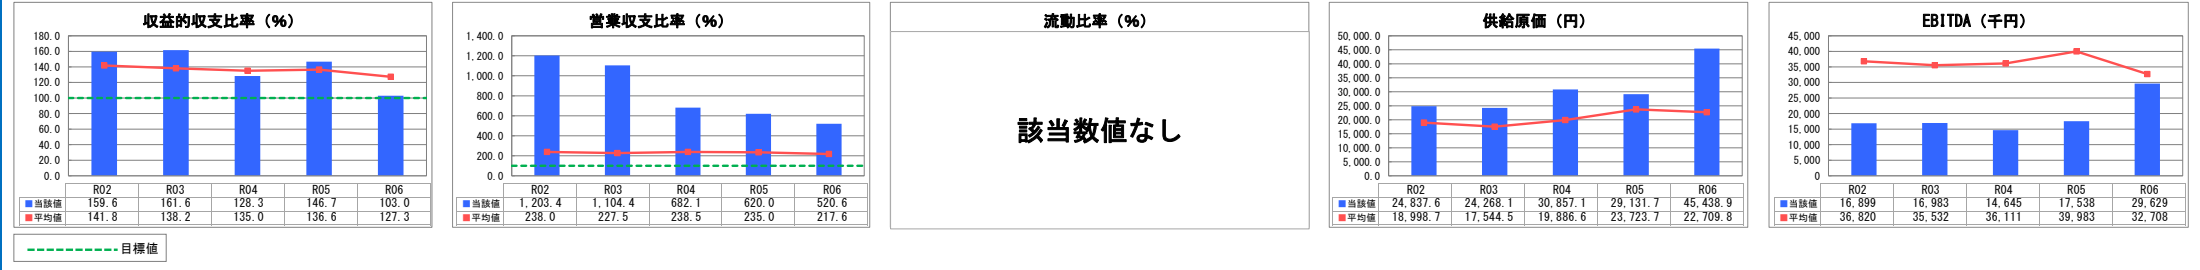 収益的収支比率（％）
180.0
160.0
140.0
120.0
100.0
80.0
60.0
40.0
20.0
0.0
R02 R03 R04 R05 R06
当該値 159.6 161.6 128.3 146.7 103.0
平均値 141.8 138.2 135.0 136.6 127.3
営業収支比率（％）
1,400.0
1,200.0
1,000.0
800.0
600.0
400.0
200.0
0.0
R02 R03 R04 R05 R06
当該値 1,203.4 1,104.4 682.1 620.0 520.6
平均値 238.0 227.5 238.5 235.0 217.6
流動比率（％）
該当数値なし
供給原価（円）
50,000.0
45,000.0
40,000.0
35,000.0
30,000.0
25,000.0
20,000.0
15,000.0
10,000.0
5,000.0
0.0
R02 R03 R04 R05 R06
当該値 24,837.6 24,268.1 30,857.1 29,131.7 45,438.9
平均値 18,998.7 17,544.5 19,886.6 23,723.7 22,709.8
EBITDA（千円）
45,000
40,000
35,000
30,000
25,000
20,000
15,000
10,000
5,000
0
R02 R03 R04 R05 R06
当該値 16,899 16,983 14,645 17,538 29,629
平均値 36,820 35,532 36,111 39,983 32,708
目標値